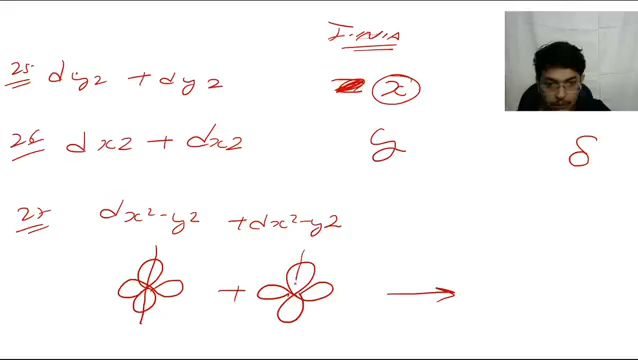 I.N.A
25. dyz + dyz x
26. dxz + dxz y δ
27. dx²-y² + dx²-y²
+ →